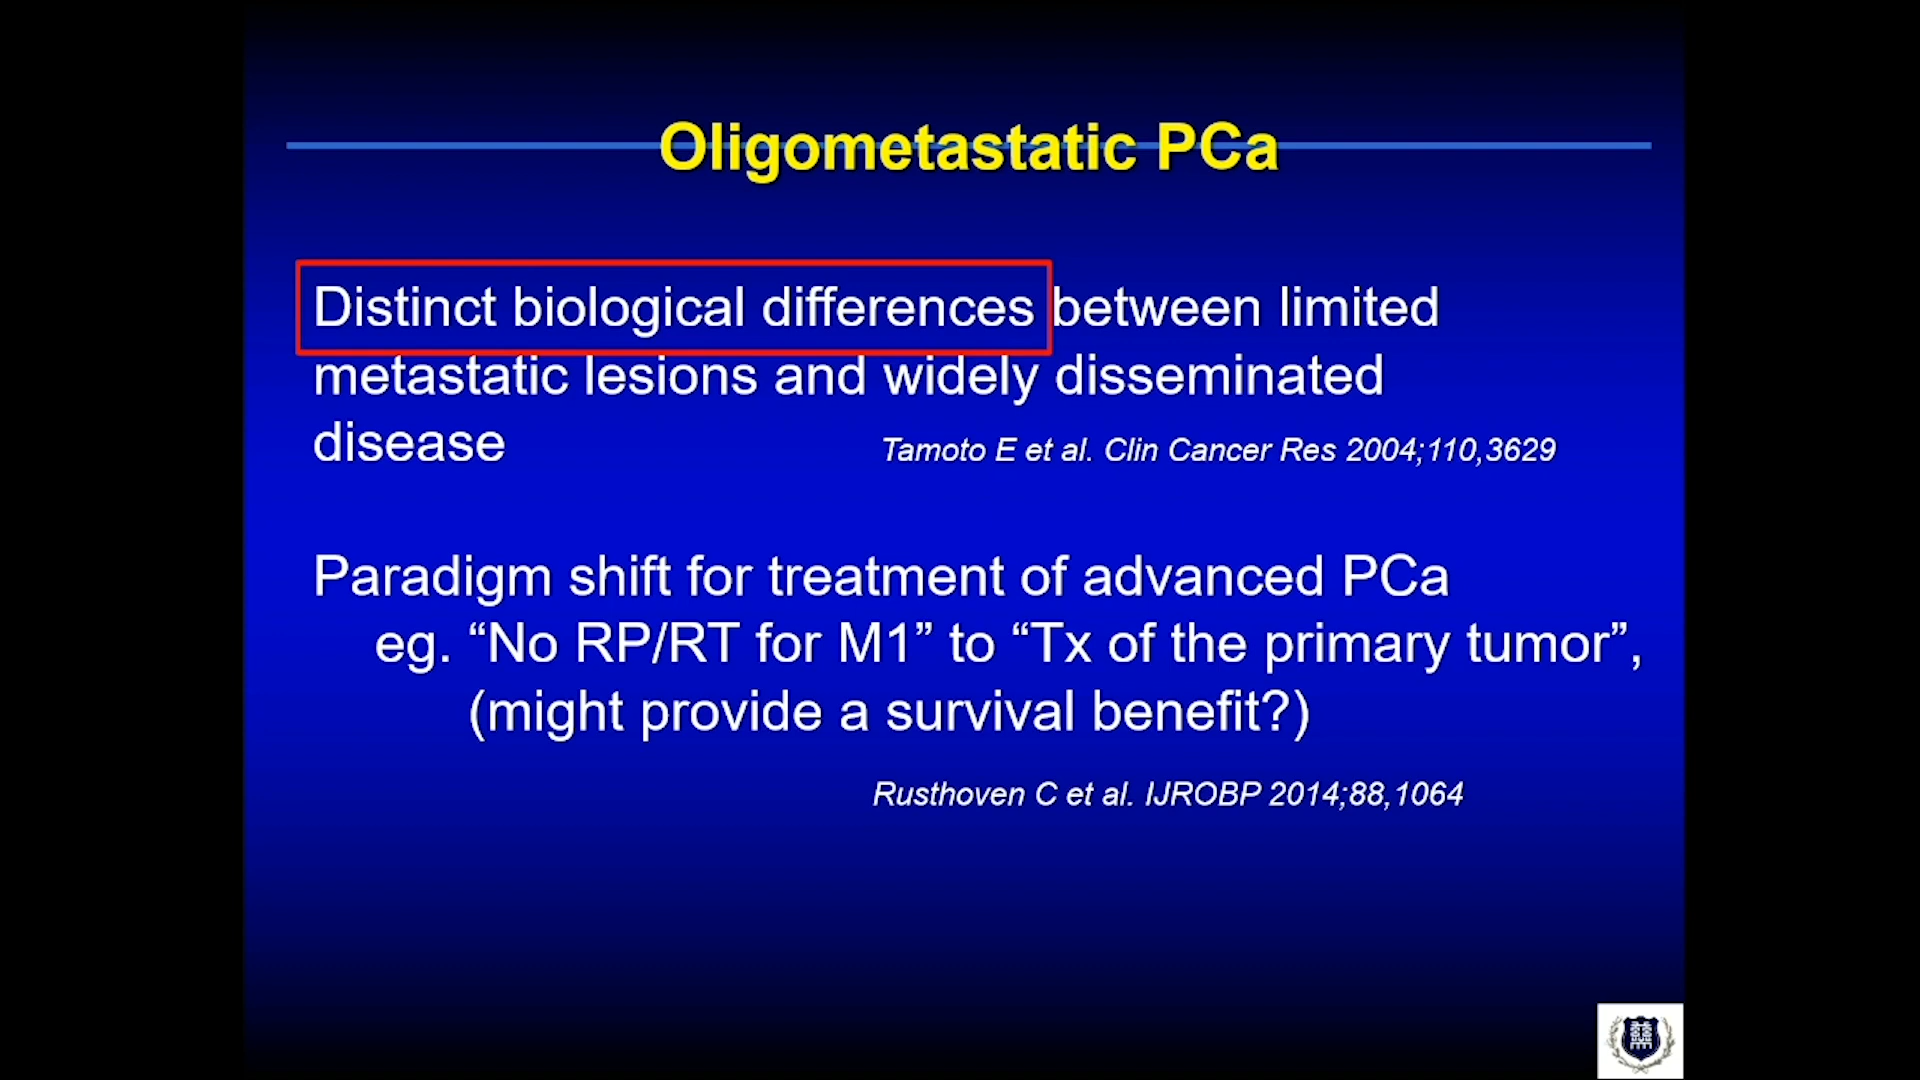 Oligometastatic PCa
Distinct biological differences between limited
metastatic lesions and widely disseminated
disease
Tamoto E et al. Clin Cancer Res 2004;110,3629
Paradigm shift for treatment of advanced PCa
eg. “No RP/RT for M1” to “Tx of the primary tumor”,
(might provide a survival benefit?)
Rusthoven C et al. IJROBP 2014;88,1064